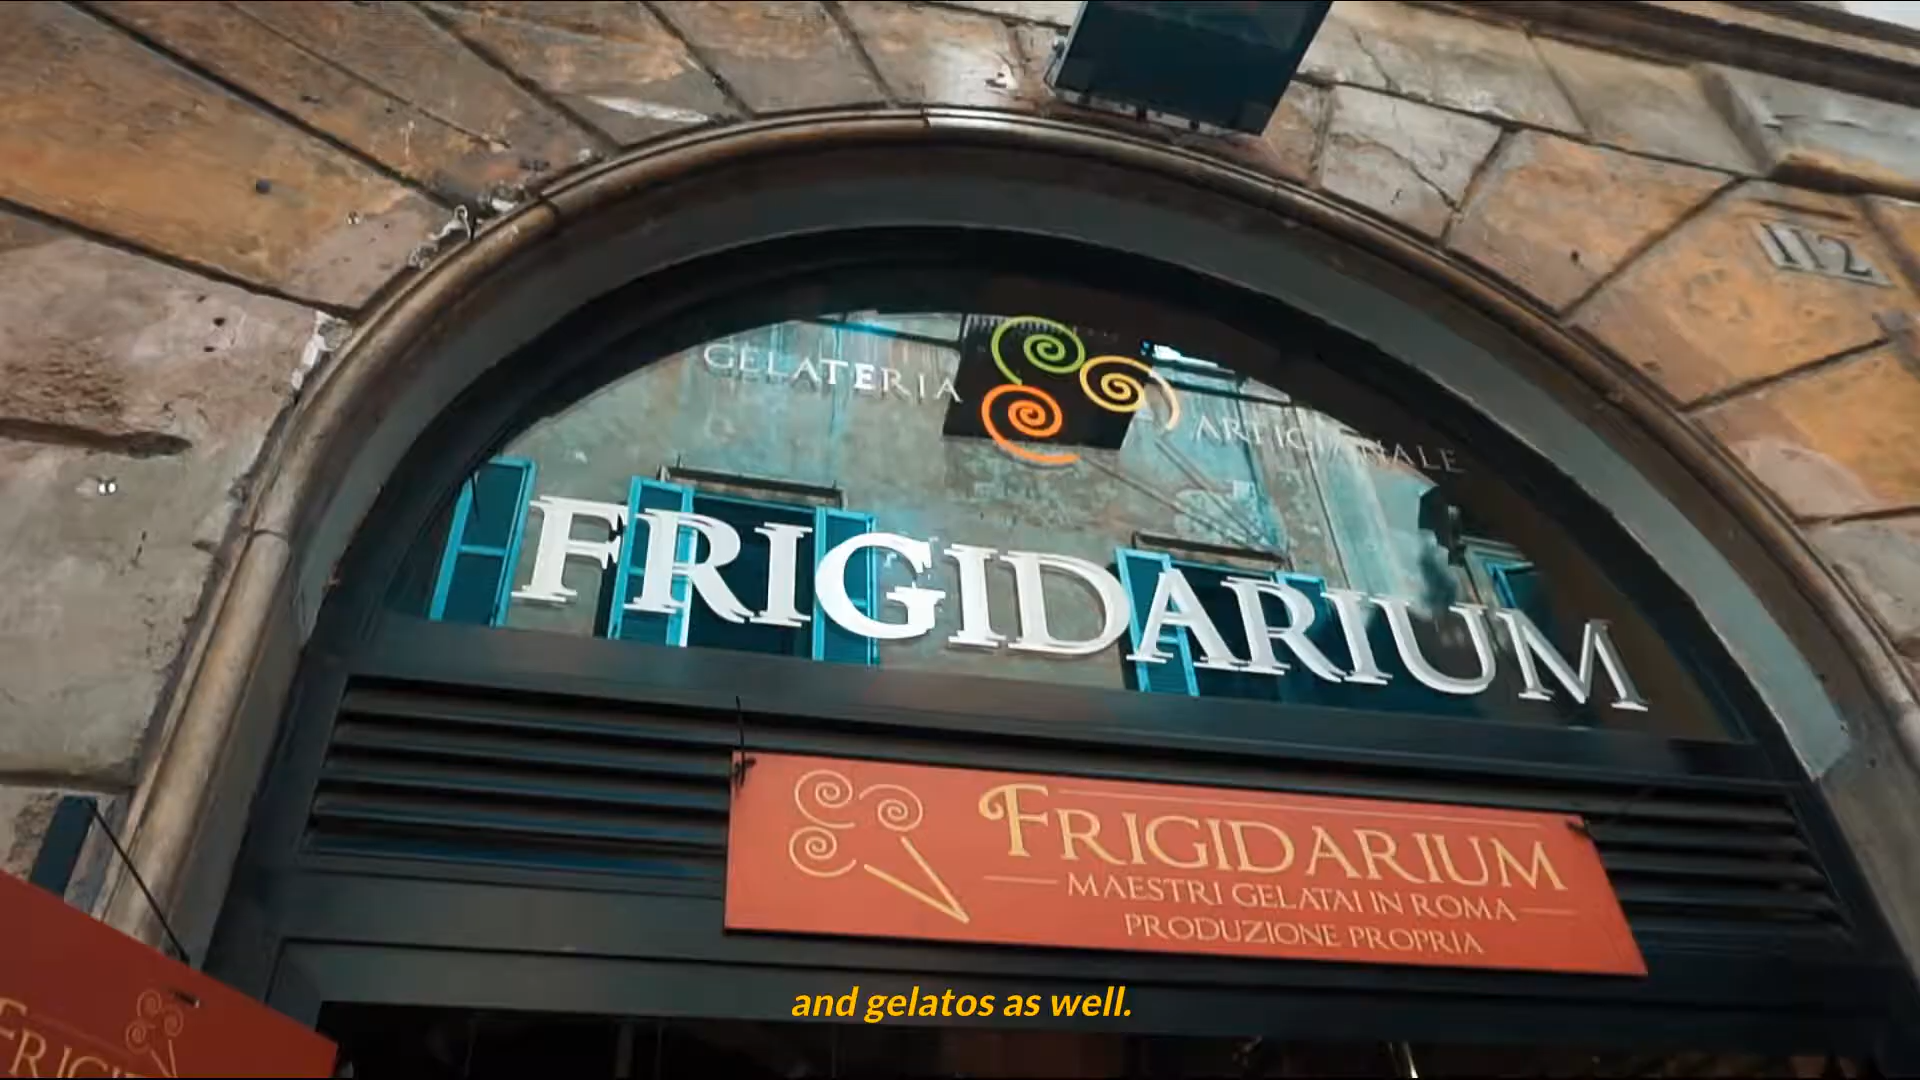 112
GELATERIA
ARTIGIANALE
FRIGIDARIUM
FRIGIDARIUM
MAESTRI GELATAI IN ROMA
PRODUZIONE PROPRIA
and gelatos as well.